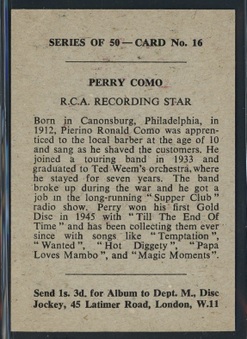 SERIES OF 50—CARD No. 16
PERRY COMO
R.C.A. RECORDING STAR
Born in Canonsburg, Philadelphia, in
1912, Pierino Ronald Como was appren-
ticed to the local barber at the age of 10
and sang as he shaved the customers. He
joined a touring band in 1933 and
graduated to Ted Weem's orchestra, where
he stayed for seven years. The band
broke up during the war and he got a
job in the long-running "Supper Club"
radio show. Perry won his first Gold
Disc in 1945 with "Till The End Of
Time" and has been collecting them ever
since with songs like "Temptation",
"Wanted", "Hot Diggety", "Papa
Loves Mambo", and "Magic Moments".
Send 1s. 3d. for Album to Dept. M., Disc
Jockey, 45 Latimer Road, London, W.11